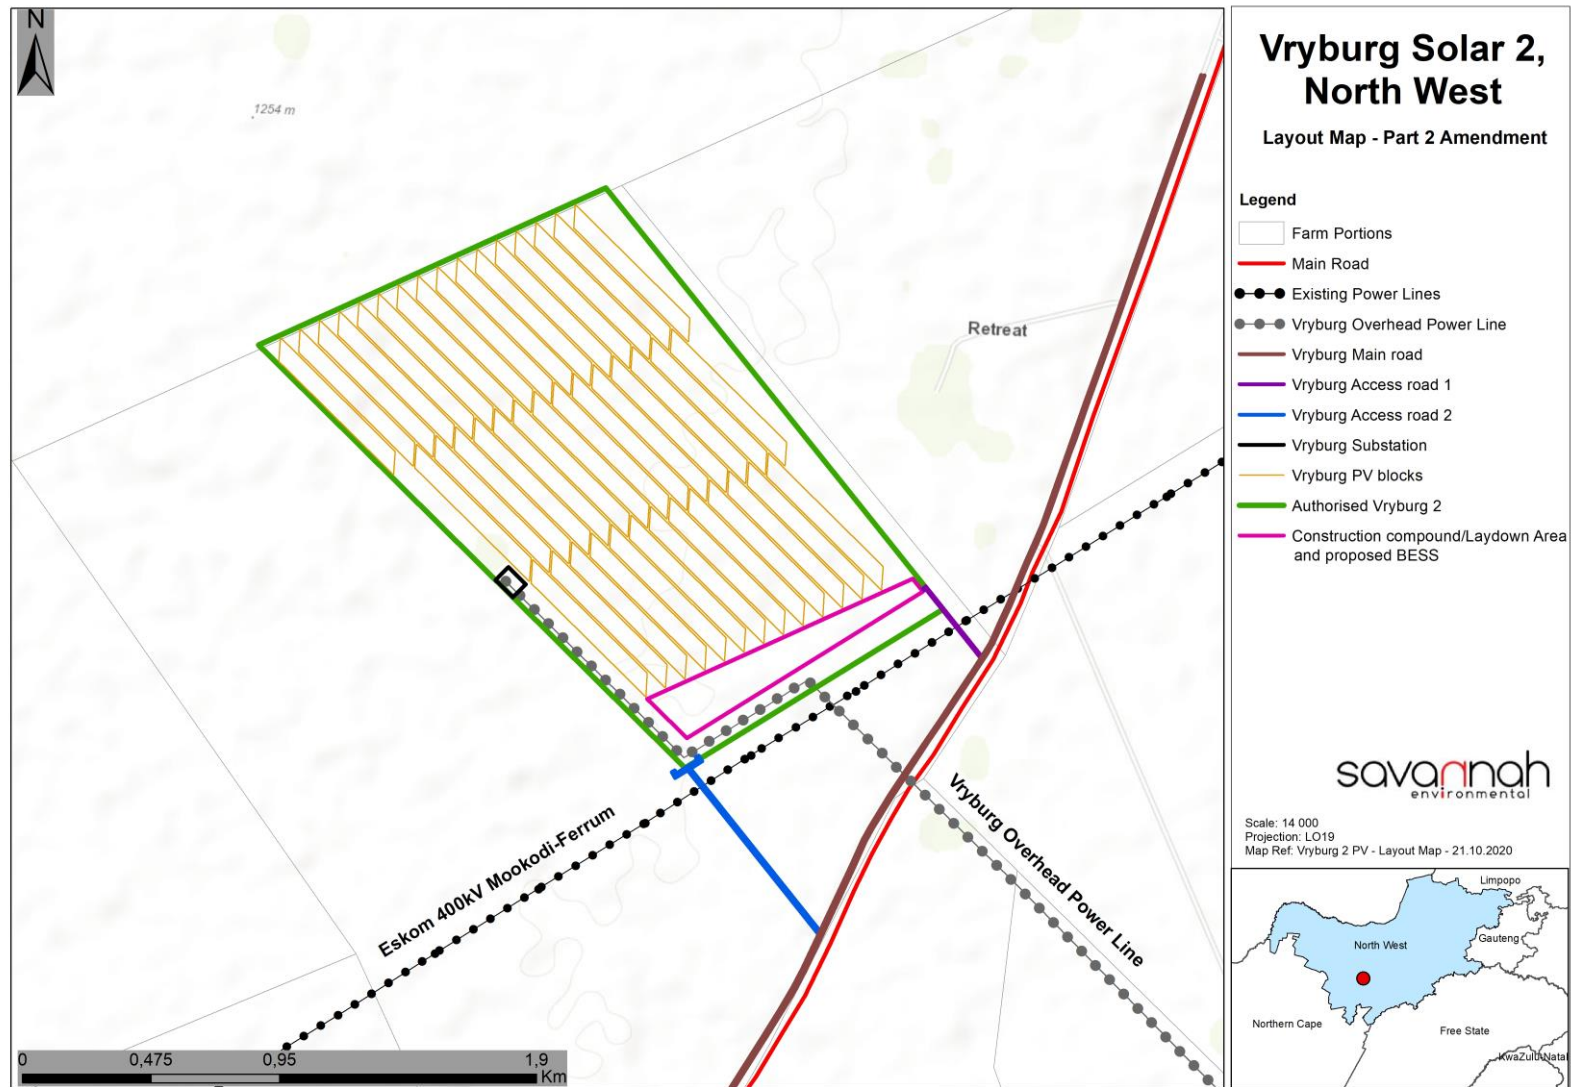 N
1254 m
Retreat
Eskom 400kV Mookodi-Ferrum
Vryburg Overhead Power Line
0 0,475 0,95 1,9
Km
Vryburg Solar 2,
North West
Layout Map - Part 2 Amendment
Legend
Farm Portions
Main Road
Existing Power Lines
Vryburg Overhead Power Line
Vryburg Main road
Vryburg Access road 1
Vryburg Access road 2
Vryburg Substation
Vryburg PV blocks
Authorised Vryburg 2
Construction compound/Laydown Area
and proposed BESS
savannah
environmental
Scale: 14 000
Projection: LO19
Map Ref: Vryburg 2 PV - Layout Map - 21.10.2020
Limpopo
North West
Gauteng
Northern Cape
Free State
KwaZulu-Natal